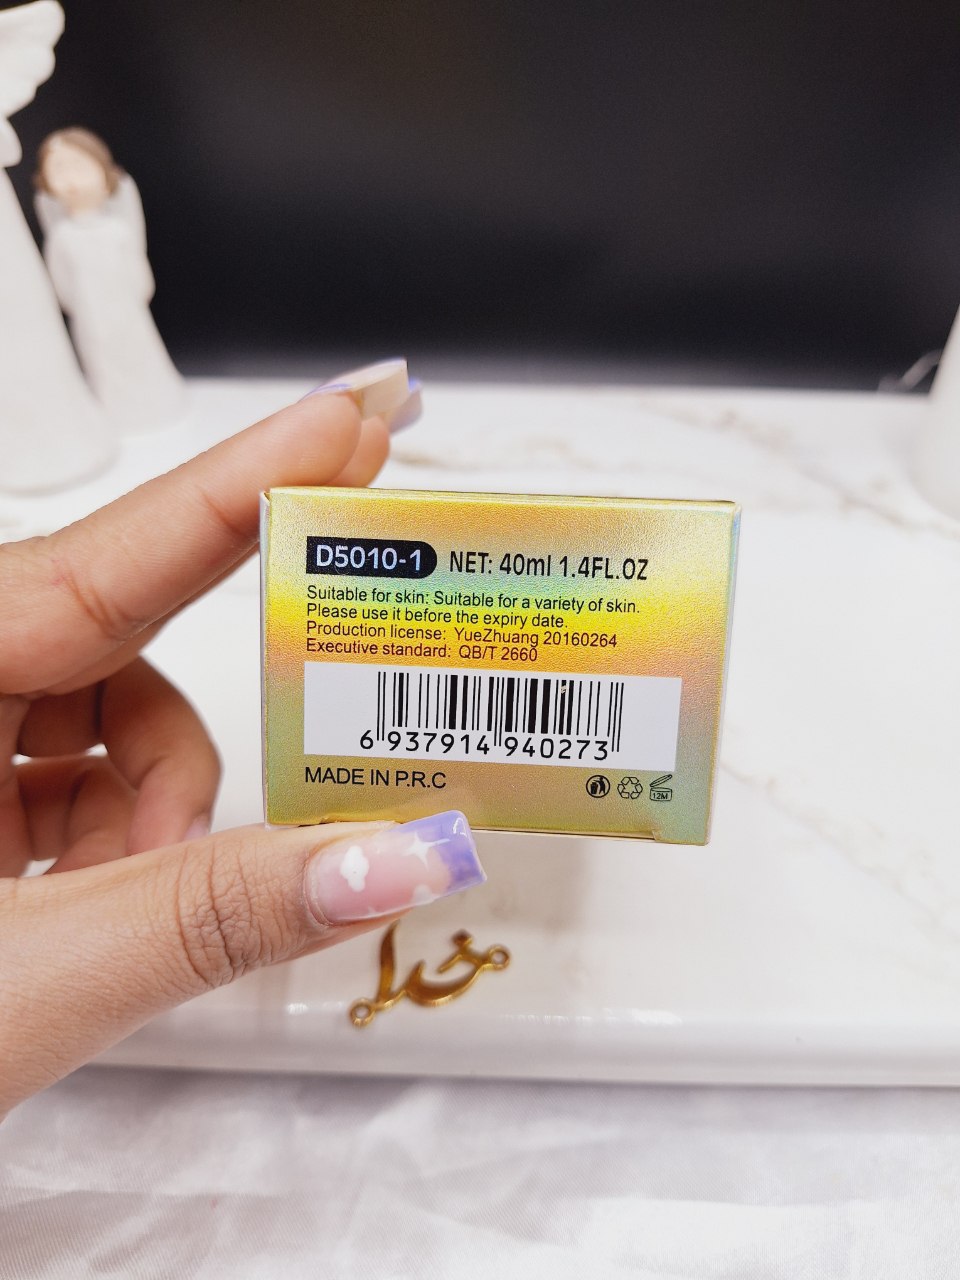 D5010-1 NET: 40ml 1.4FL.OZ
Suitable for skin: Suitable for a variety of skin.
Please use it before the expiry date.
Production license: YueZhuang 20160264
Executive standard: QB/T 2660
6 937914 940273
MADE IN P.R.C
12M
خدا